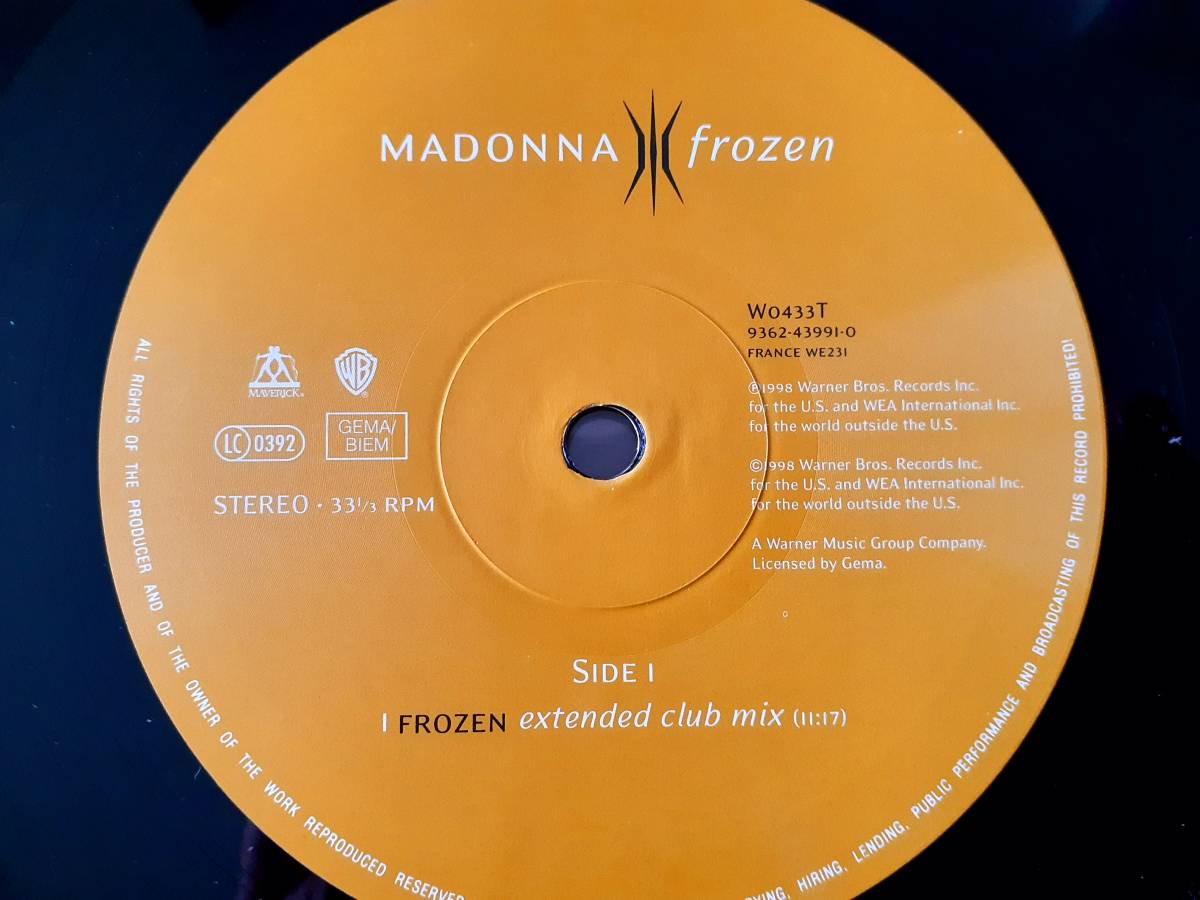 MADONNA frozen
W0433T
9362-43991-0
FRANCE WE231
℗1998 Warner Bros. Records Inc.
for the U.S. and WEA International Inc.
for the world outside the U.S.
©1998 Warner Bros. Records Inc.
for the U.S. and WEA International Inc.
for the world outside the U.S.
A Warner Music Group Company.
Licensed by Gema.
MAVERICK®
WB®
LC 0392
GEMA/
BIEM
STEREO · 33 1/3 RPM
SIDE 1
1 FROZEN extended club mix (11:17)
ALL RIGHTS OF THE PRODUCER AND OF THE OWNER OF THE WORK REPRODUCED RESERVED
HIRING, LENDING, PUBLIC PERFORMANCE AND BROADCASTING OF THIS RECORD PROHIBITED!